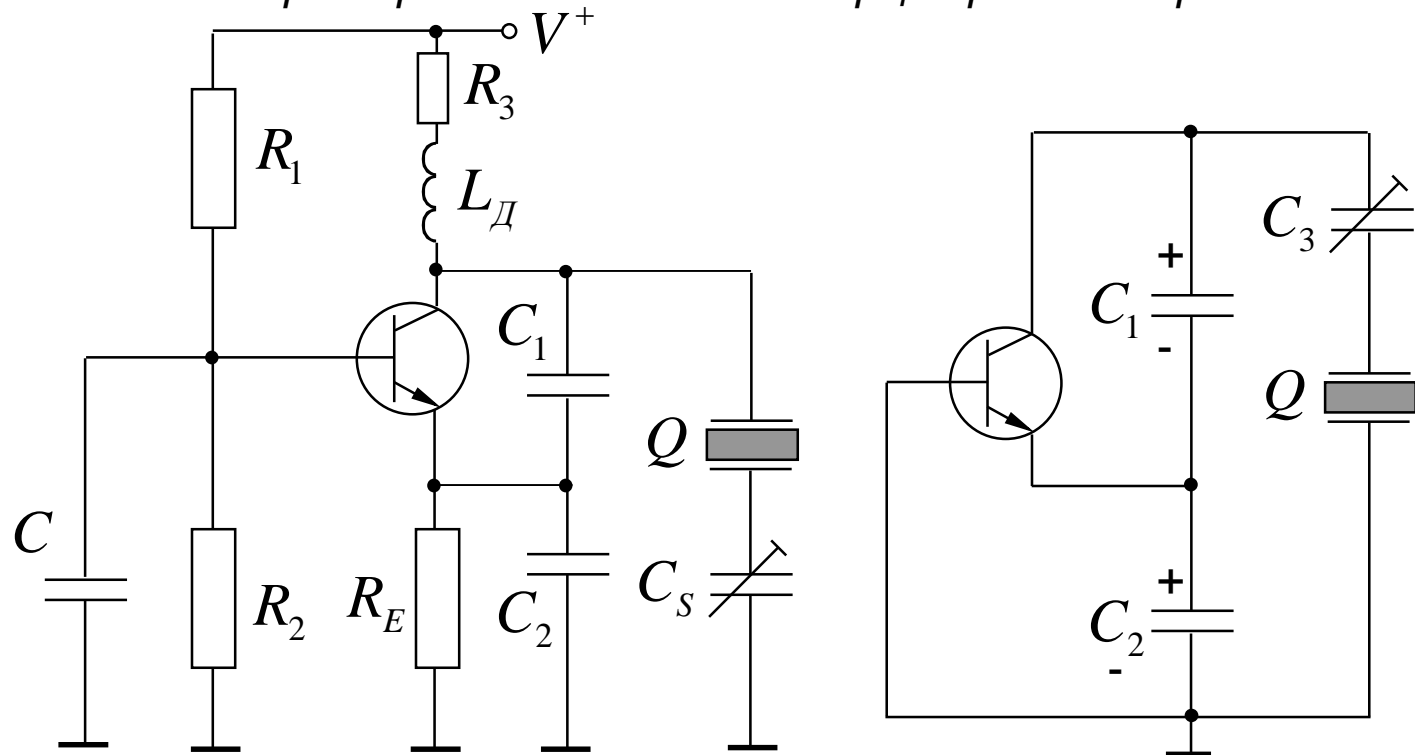 V⁺
R₃
R₁
L_Д
C₁
C₃
+
C₁
-
Q
Q
C
R₂
R_E
C₂
C_S
+
C₂
-